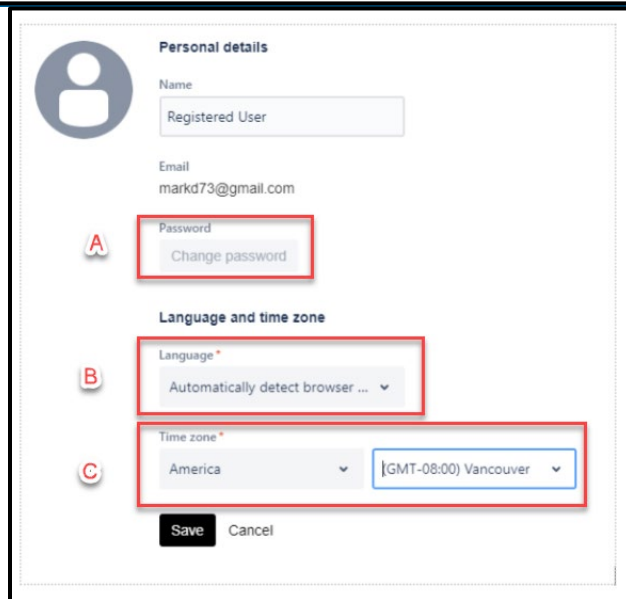 Personal details
Name
Registered User
Email
markd73@gmail.com
A
Password
Change password
Language and time zone
B
Language *
Automatically detect browser ...
C
Time zone *
America (GMT-08:00) Vancouver
Save Cancel